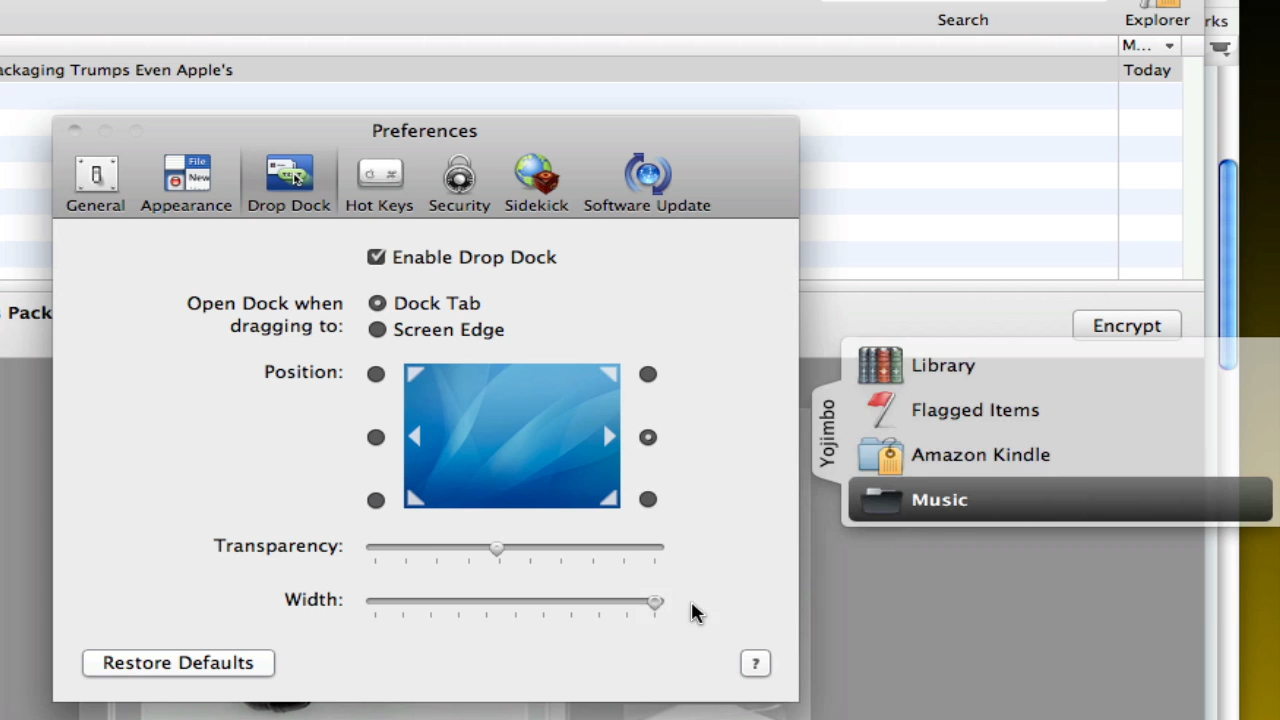 Search
Explorer
rks
M...
ackaging Trumps Even Apple's
Today
Preferences
File
New
General
Appearance
Drop Dock
Hot Keys
Security
Sidekick
Software Update
Enable Drop Dock
Open Dock when
dragging to:
Dock Tab
Screen Edge
Position:
Transparency:
Width:
Restore Defaults
?
Pack
Encrypt
Yojimbo
Library
Flagged Items
Amazon Kindle
Music